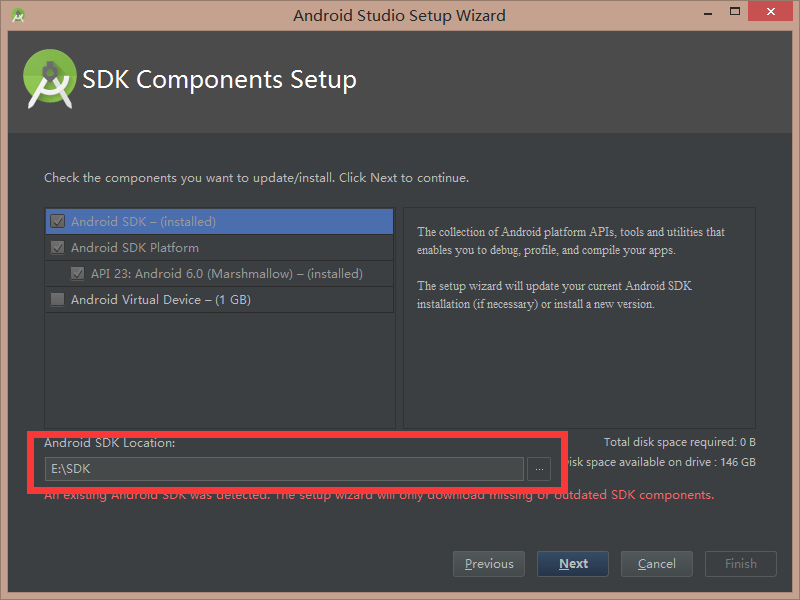 Android Studio Setup Wizard
SDK Components Setup
Check the components you want to update/install. Click Next to continue.
Android SDK – (installed)
Android SDK Platform
API 23: Android 6.0 (Marshmallow) – (installed)
Android Virtual Device – (1 GB)
The collection of Android platform APIs, tools and utilities that
enables you to debug, profile, and compile your apps.
The setup wizard will update your current Android SDK
installation (if necessary) or install a new version.
Android SDK Location:
E:\SDK
...
Total disk space required: 0 B
Disk space available on drive : 146 GB
An existing Android SDK was detected. The setup wizard will only download missing or outdated SDK components.
Previous
Next
Cancel
Finish